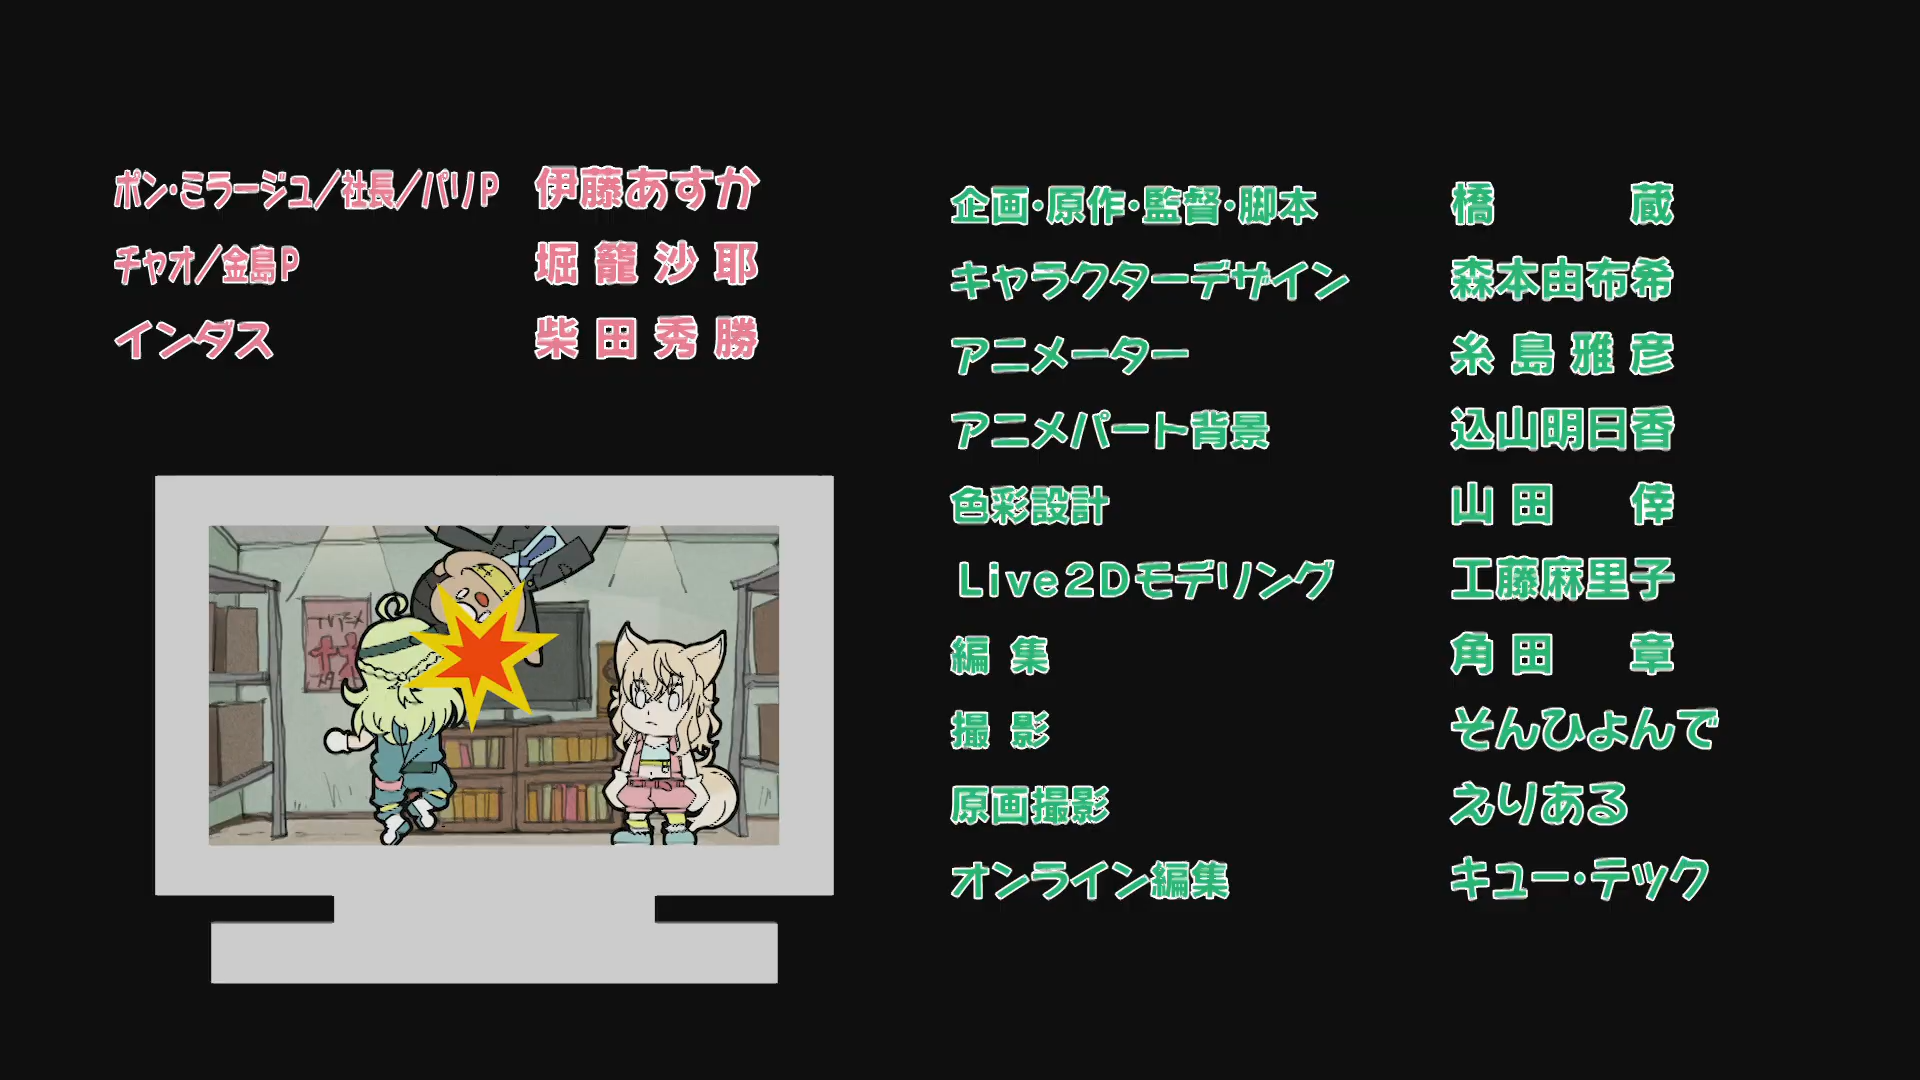 ポン・ミラージュ／社長／パリP 伊藤あすか
チャオ／金島P 堀籠沙耶
インダス 柴田秀勝
企画・原作・監督・脚本 橋 蔵
キャラクターデザイン 森本由布希
アニメーター 糸島雅彦
アニメパート背景 込山明日香
色彩設計 山田 倖
Live2Dモデリング 工藤麻里子
編集 角田 章
撮影 そんひょんで
原画撮影 えりある
オンライン編集 キュー・テック